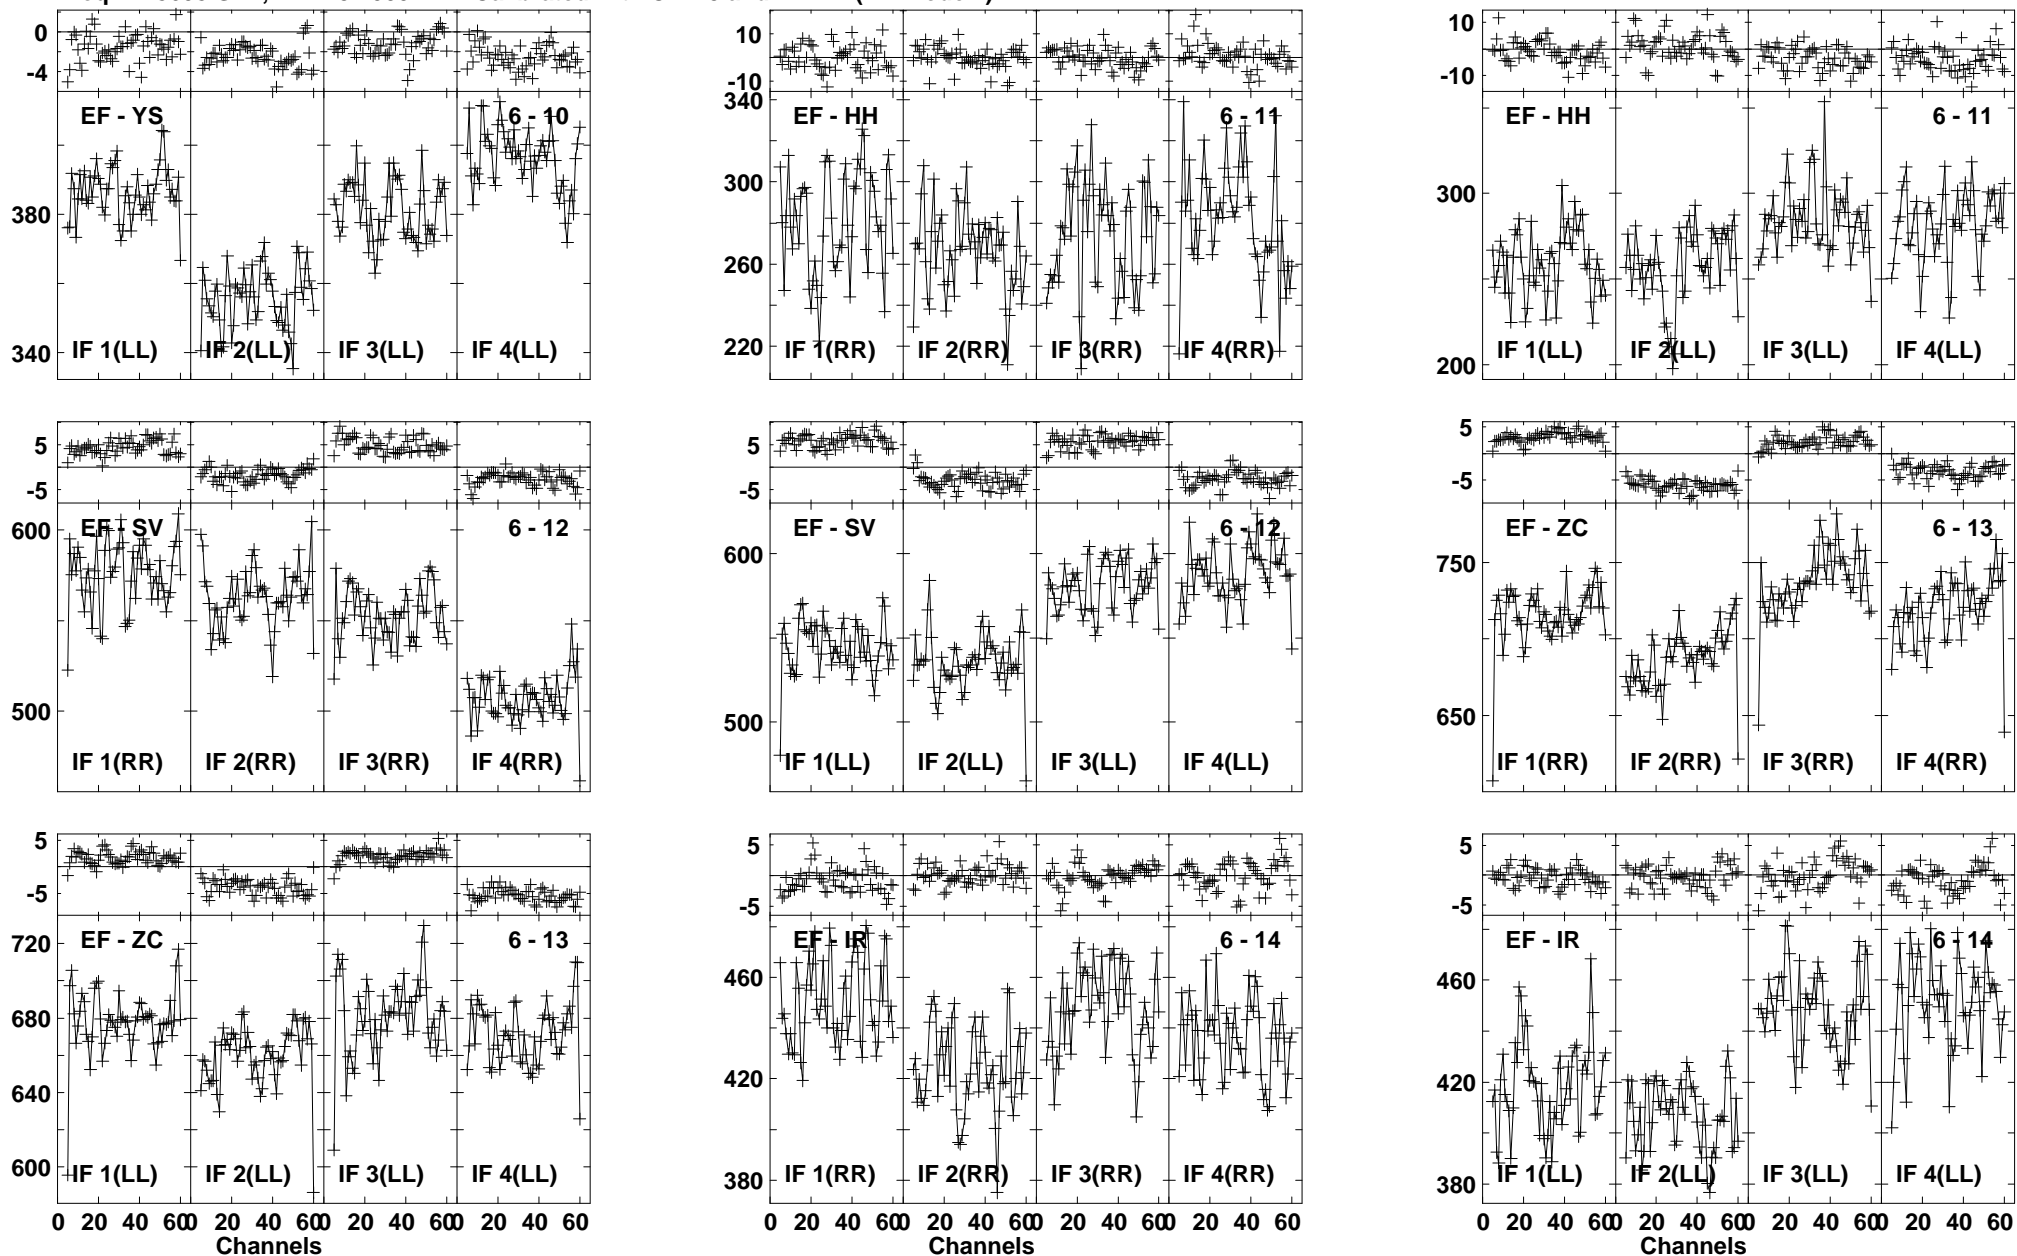 0
-4
EF - YS 6 - 10
380
340
IF 1(LL) IF 2(LL) IF 3(LL) IF 4(LL)
10
-10
340
EF - HH 6 - 11
300
260
220
IF 1(RR) IF 2(RR) IF 3(RR) IF 4(RR)
10
-10
EF - HH 6 - 11
300
200
IF 1(LL) IF 2(LL) IF 3(LL) IF 4(LL)
5
-5
600
EF - SV 6 - 12
500
IF 1(RR) IF 2(RR) IF 3(RR) IF 4(RR)
5
-5
EF - SV 6 - 12
600
500
IF 1(LL) IF 2(LL) IF 3(LL) IF 4(LL)
5
-5
EF - ZC 6 - 13
750
650
IF 1(RR) IF 2(RR) IF 3(RR) IF 4(RR)
5
-5
720
EF - ZC 6 - 13
680
640
600
IF 1(LL) IF 2(LL) IF 3(LL) IF 4(LL)
0 20 40 60 0 20 40 60 0 20 40 60 0 20 40 60
Channels
5
-5
EF - IR 6 - 14
460
420
380
IF 1(RR) IF 2(RR) IF 3(RR) IF 4(RR)
0 20 40 60 0 20 40 60 0 20 40 60 0 20 40 60
Channels
5
-5
EF - IR 6 - 14
460
420
380
IF 1(LL) IF 2(LL) IF 3(LL) IF 4(LL)
0 20 40 60 0 20 40 60 0 20 40 60 0 20 40 60
Channels